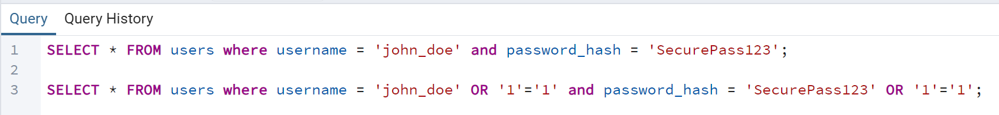 Query Query History
1 SELECT * FROM users where username = 'john_doe' and password_hash = 'SecurePass123';
2
3 SELECT * FROM users where username = 'john_doe' OR '1'='1' and password_hash = 'SecurePass123' OR '1'='1';